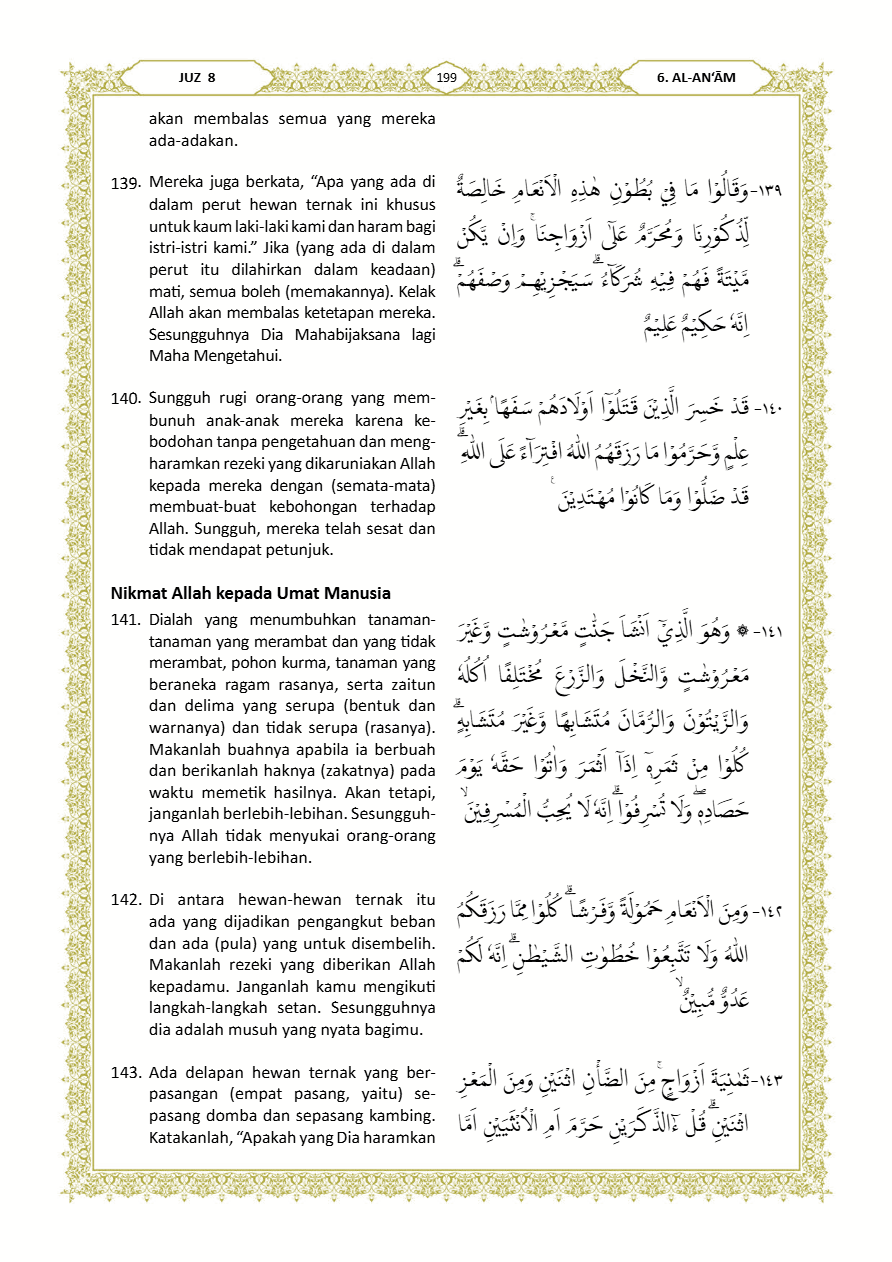 JUZ 8
199
6. AL-AN‘ĀM
akan membalas semua yang mereka
ada-adakan.
139. Mereka juga berkata, “Apa yang ada di
dalam perut hewan ternak ini khusus
untuk kaum laki-laki kami dan haram bagi
istri-istri kami.” Jika (yang ada di dalam
perut itu dilahirkan dalam keadaan)
mati, semua boleh (memakannya). Kelak
Allah akan membalas ketetapan mereka.
Sesungguhnya Dia Mahabijaksana lagi
Maha Mengetahui.
١٣٩- وَقَالُوْا مَا فِيْ بُطُوْنِ هٰذِهِ الْاَنْعَامِ خَالِصَةٌ
لِّذُكُوْرِنَا وَمُحَرَّمٌ عَلٰٓى اَزْوَاجِنَاۚ وَاِنْ يَّكُنْ
مَّيْتَةً فَهُمْ فِيْهِ شُرَكَاۤءُ ۗسَيَجْزِيْهِمْ وَصْفَهُمْۗ
اِنَّهٗ حَكِيْمٌ عَلِيْمٌ
140. Sungguh rugi orang-orang yang mem-
bunuh anak-anak mereka karena ke-
bodohan tanpa pengetahuan dan meng-
haramkan rezeki yang dikaruniakan Allah
kepada mereka dengan (semata-mata)
membuat-buat kebohongan terhadap
Allah. Sungguh, mereka telah sesat dan
tidak mendapat petunjuk.
١٤٠- قَدْ خَسِرَ الَّذِيْنَ قَتَلُوْٓا اَوْلَادَهُمْ سَفَهًاۢ بِغَيْرِ
عِلْمٍ وَّحَرَّمُوْا مَا رَزَقَهُمُ اللّٰهُ افْتِرَاۤءً عَلَى اللّٰهِ ۗ
قَدْ ضَلُّوْا وَمَا كَانُوْا مُهْتَدِيْنَ ࣖ
Nikmat Allah kepada Umat Manusia
141. Dialah yang menumbuhkan tanaman-
tanaman yang merambat dan yang tidak
merambat, pohon kurma, tanaman yang
beraneka ragam rasanya, serta zaitun
dan delima yang serupa (bentuk dan
warnanya) dan tidak serupa (rasanya).
Makanlah buahnya apabila ia berbuah
dan berikanlah haknya (zakatnya) pada
waktu memetik hasilnya. Akan tetapi,
janganlah berlebih-lebihan. Sesungguh-
nya Allah tidak menyukai orang-orang
yang berlebih-lebihan.
١٤١- ۞ وَهُوَ الَّذِيْٓ اَنْشَاَ جَنّٰتٍ مَّعْرُوْشٰتٍ وَّغَيْرَ
مَعْرُوْشٰتٍ وَّالنَّخْلَ وَالزَّرْعَ مُخْتَلِفًا اُكُلُهٗ
وَالزَّيْتُوْنَ وَالرُّمَّانَ مُتَشَابِهًا وَّغَيْرَ مُتَشَابِهٍۗ
كُلُوْا مِنْ ثَمَرِهٖٓ اِذَآ اَثْمَرَ وَاٰتُوْا حَقَّهٗ يَوْمَ
حَصَادِهٖۖ وَلَا تُسْرِفُوْا ۗاِنَّهٗ لَا يُحِبُّ الْمُسْرِفِيْنَۙ
142. Di antara hewan-hewan ternak itu
ada yang dijadikan pengangkut beban
dan ada (pula) yang untuk disembelih.
Makanlah rezeki yang diberikan Allah
kepadamu. Janganlah kamu mengikuti
langkah-langkah setan. Sesungguhnya
dia adalah musuh yang nyata bagimu.
١٤٢- وَمِنَ الْاَنْعَامِ حَمُوْلَةً وَّفَرْشًا ۗكُلُوْا مِمَّا رَزَقَكُمُ
اللّٰهُ وَلَا تَتَّبِعُوْا خُطُوٰتِ الشَّيْطٰنِۗ اِنَّهٗ لَكُمْ
عَدُوٌّ مُّبِيْنٌۙ
143. Ada delapan hewan ternak yang ber-
pasangan (empat pasang, yaitu) se-
pasang domba dan sepasang kambing.
Katakanlah, “Apakah yang Dia haramkan
١٤٣- ثَمٰنِيَةَ اَزْوَاجٍۚ مِنَ الضَّأْنِ اثْنَيْنِ وَمِنَ الْمَعْزِ
اثْنَيْنِۗ قُلْ ءٰۤالذَّكَرَيْنِ حَرَّمَ اَمِ الْاُنْثَيَيْنِ اَمَّا